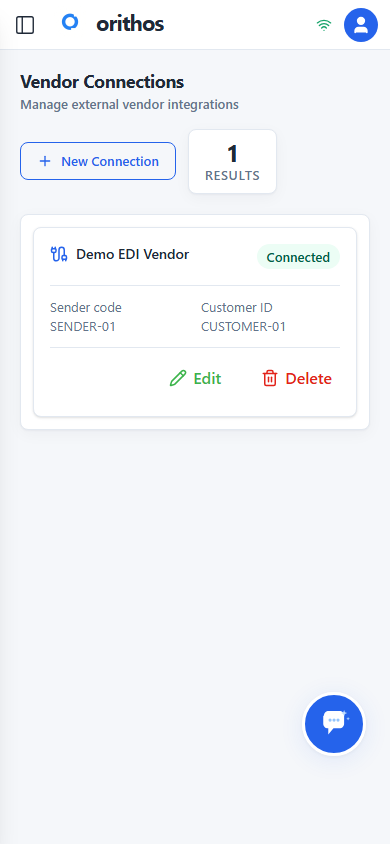 orithos
Vendor Connections
Manage external vendor integrations
New Connection
1
RESULTS
Demo EDI Vendor
Connected
Sender code
Customer ID
SENDER-01
CUSTOMER-01
Edit
Delete